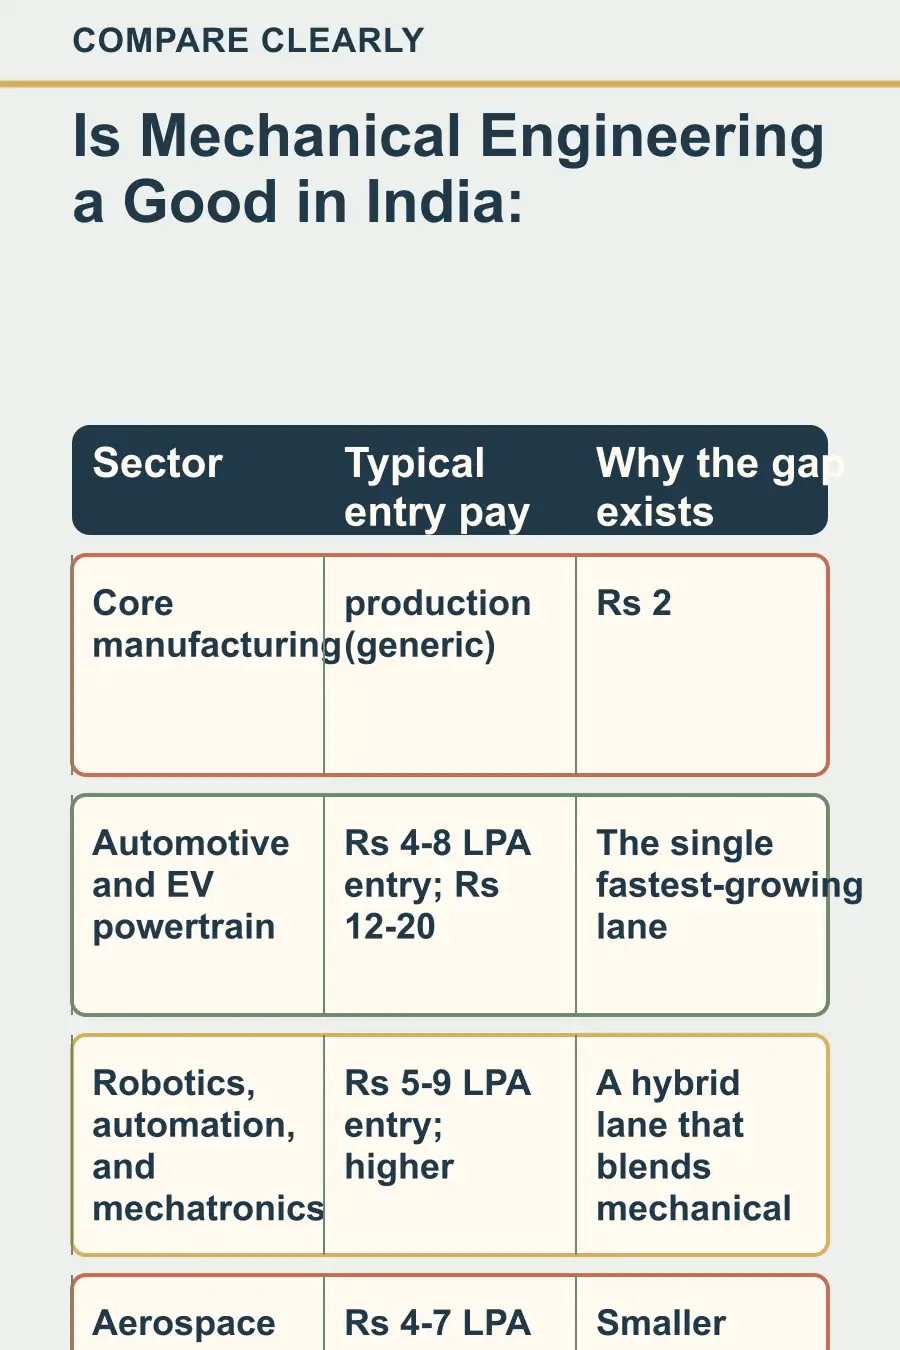 COMPARE CLEARLY
Is Mechanical Engineering
a Good in India:
Sector
Typical
entry pay
Why the gap
exists
Core
manufacturing
production
(generic)
Rs 2
Automotive
and EV
powertrain
Rs 4-8 LPA
entry; Rs
12-20
The single
fastest-growing
lane
Robotics,
automation,
and
mechatronics
Rs 5-9 LPA
entry;
higher
A hybrid
lane that
blends
mechanical
Aerospace
Rs 4-7 LPA
Smaller